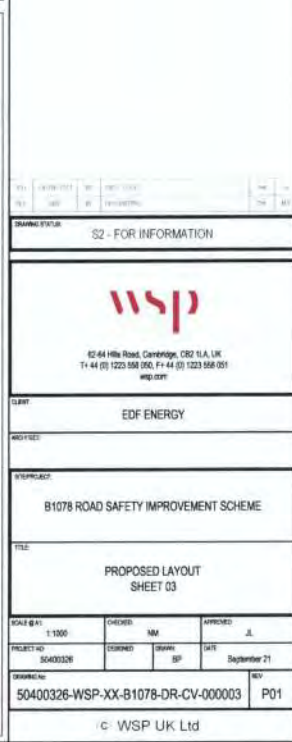 DRAWING STATUS:
S2 - FOR INFORMATION
wsp
62-64 Hills Road, Cambridge, CB2 1LA, UK
T+ 44 (0) 1223 558 050, F+ 44 (0) 1223 558 051
wsp.com
CLIENT:
EDF ENERGY
ARCHITECT:
SITE/PROJECT:
B1078 ROAD SAFETY IMPROVEMENT SCHEME
TITLE:
PROPOSED LAYOUT
SHEET 03
SCALE @ A1: CHECKED: APPROVED:
1:1000 NM JL
PROJECT NO: DESIGNED: DRAWN: DATE:
50400326 BP September 21
DRAWING No: REV:
50400326-WSP-XX-B1078-DR-CV-000003 P01
© WSP UK Ltd